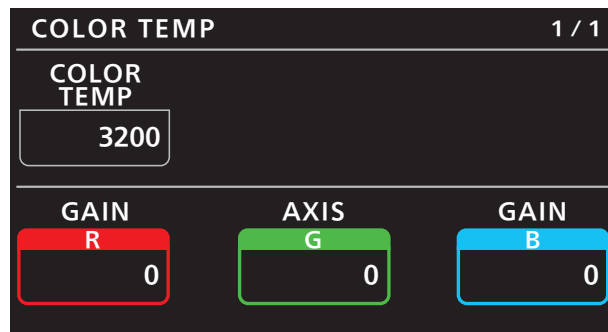 COLOR TEMP 1 / 1
COLOR
TEMP
3200
GAIN AXIS GAIN
R G B
0 0 0